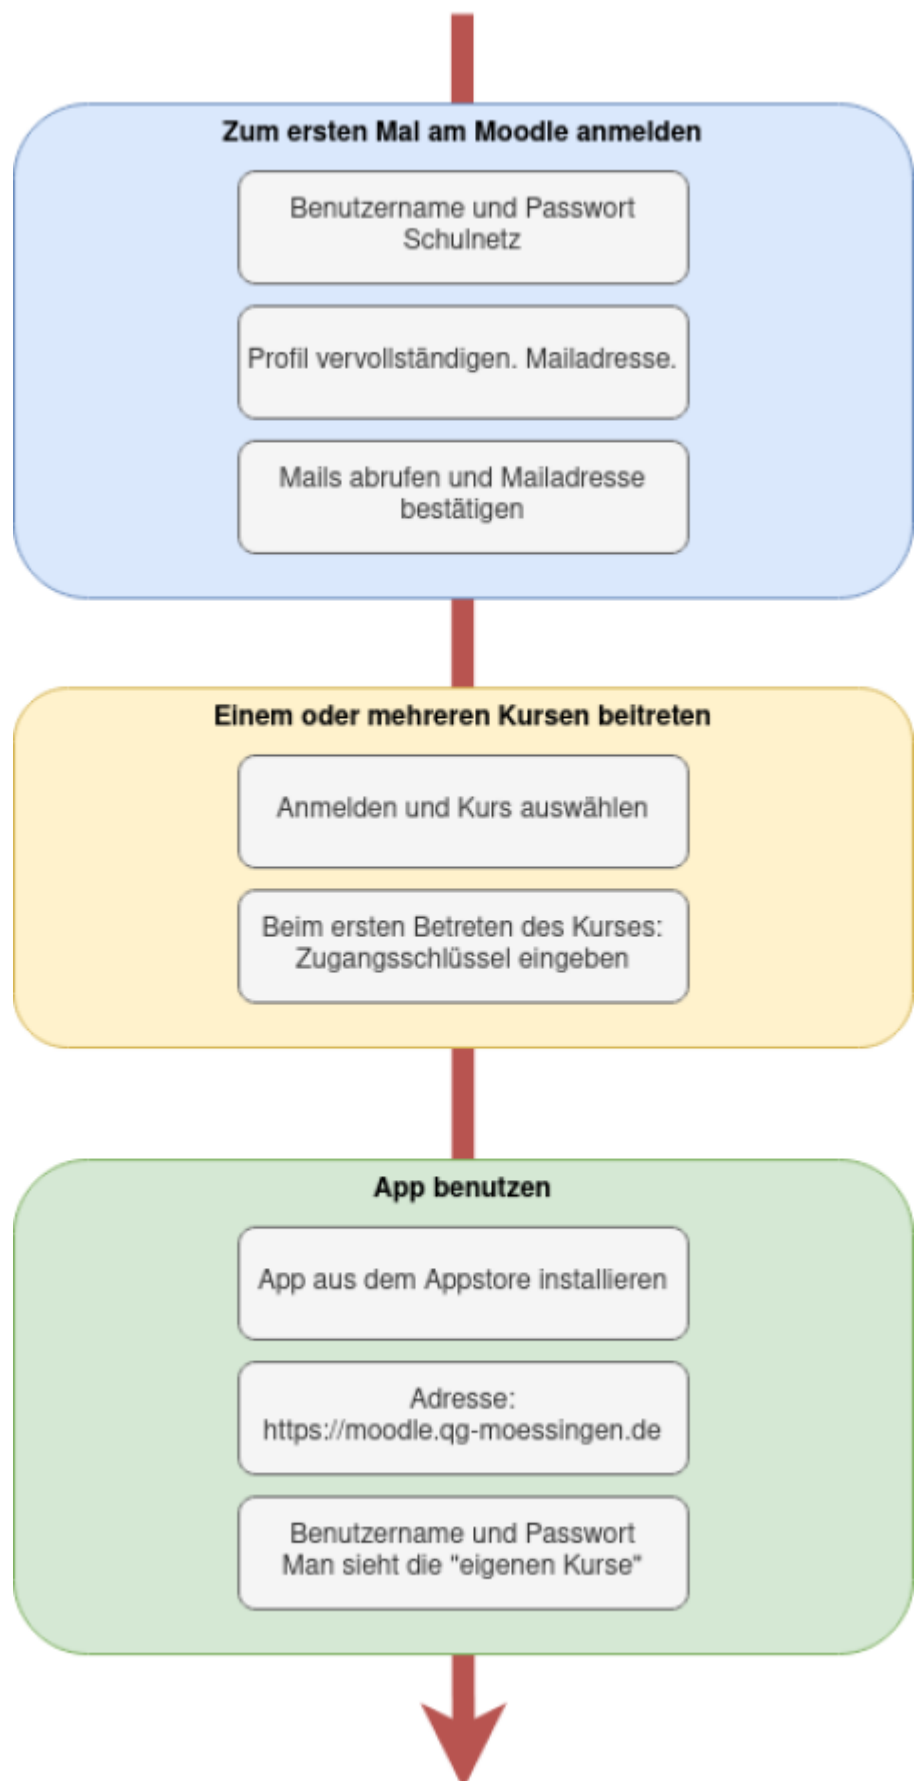 Zum ersten Mal am Moodle anmelden
Benutzername und Passwort
Schulnetz
Profil vervollständigen. Mailadresse.
Mails abrufen und Mailadresse
bestätigen
Einem oder mehreren Kursen beitreten
Anmelden und Kurs auswählen
Beim ersten Betreten des Kurses:
Zugangsschlüssel eingeben
App benutzen
App aus dem Appstore installieren
Adresse:
https://moodle.qg-moessingen.de
Benutzername und Passwort
Man sieht die "eigenen Kurse"